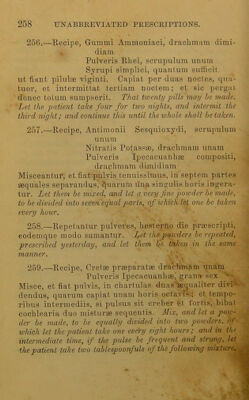 258 UNABBREVIATED PRESCRIPTIONS.
256.—Recipe, Gummi Ammoniaci, drachmam dimi-
diam
Pulveris Rhei, scrupulum unum
Syrupi simplici, quantum sufficit
ut fiant pilulæ viginti. Capiat per duas noctes, qua-
tuor, et intermittat tertiam noctem; et sic pergat
donec totum sumpserit. That twenty pills may be made.
Let the patient take four for two nights, and intermit the
third night; and continue this until the whole shall be taken.
257.—Recipe, Antimonii Sesquioxydi, scrupulum
unum
Nitratis Potassæ, drachmam unam
Pulveris Ipecacuanhæ compositi,
drachmam dimidiam
Misceantur, et fiat pulvis tenuissimus, in septem partes
æquales separandus, quarum una singulis horis ingera-
tur. Let them be mixed, and let a very fine powder be made,
to be divided into seven equal parts, of which let one be taken
every hour.
258.—Repetantur pulveres, hesterno die præscripti,
eodemque modo sumantur. Let the powders be repeated,
prescribed yesterday, and let them be taken in the same
manner.
259.—Recipe, Cretæ præparatæ drachmam unam
Pulveris Ipecacuanhæ, grana sex
Misce, et fiat pulvis, in chartulas duas æqualiter divi-
dendus, quarum capiat unam horis octavis; et tempo-
ribus intermediis, si pulsus sit creber et fortis, bibat
cochlearia duo misturæ sequentis. Mix, and let a pow-
der be made, to be equally divided into two powders, of
which let the patient take one every eight hours; and in the
intermediate time, if the pulse be frequent and strong, let
the patient take two tablespoonfuls of the following mixture,